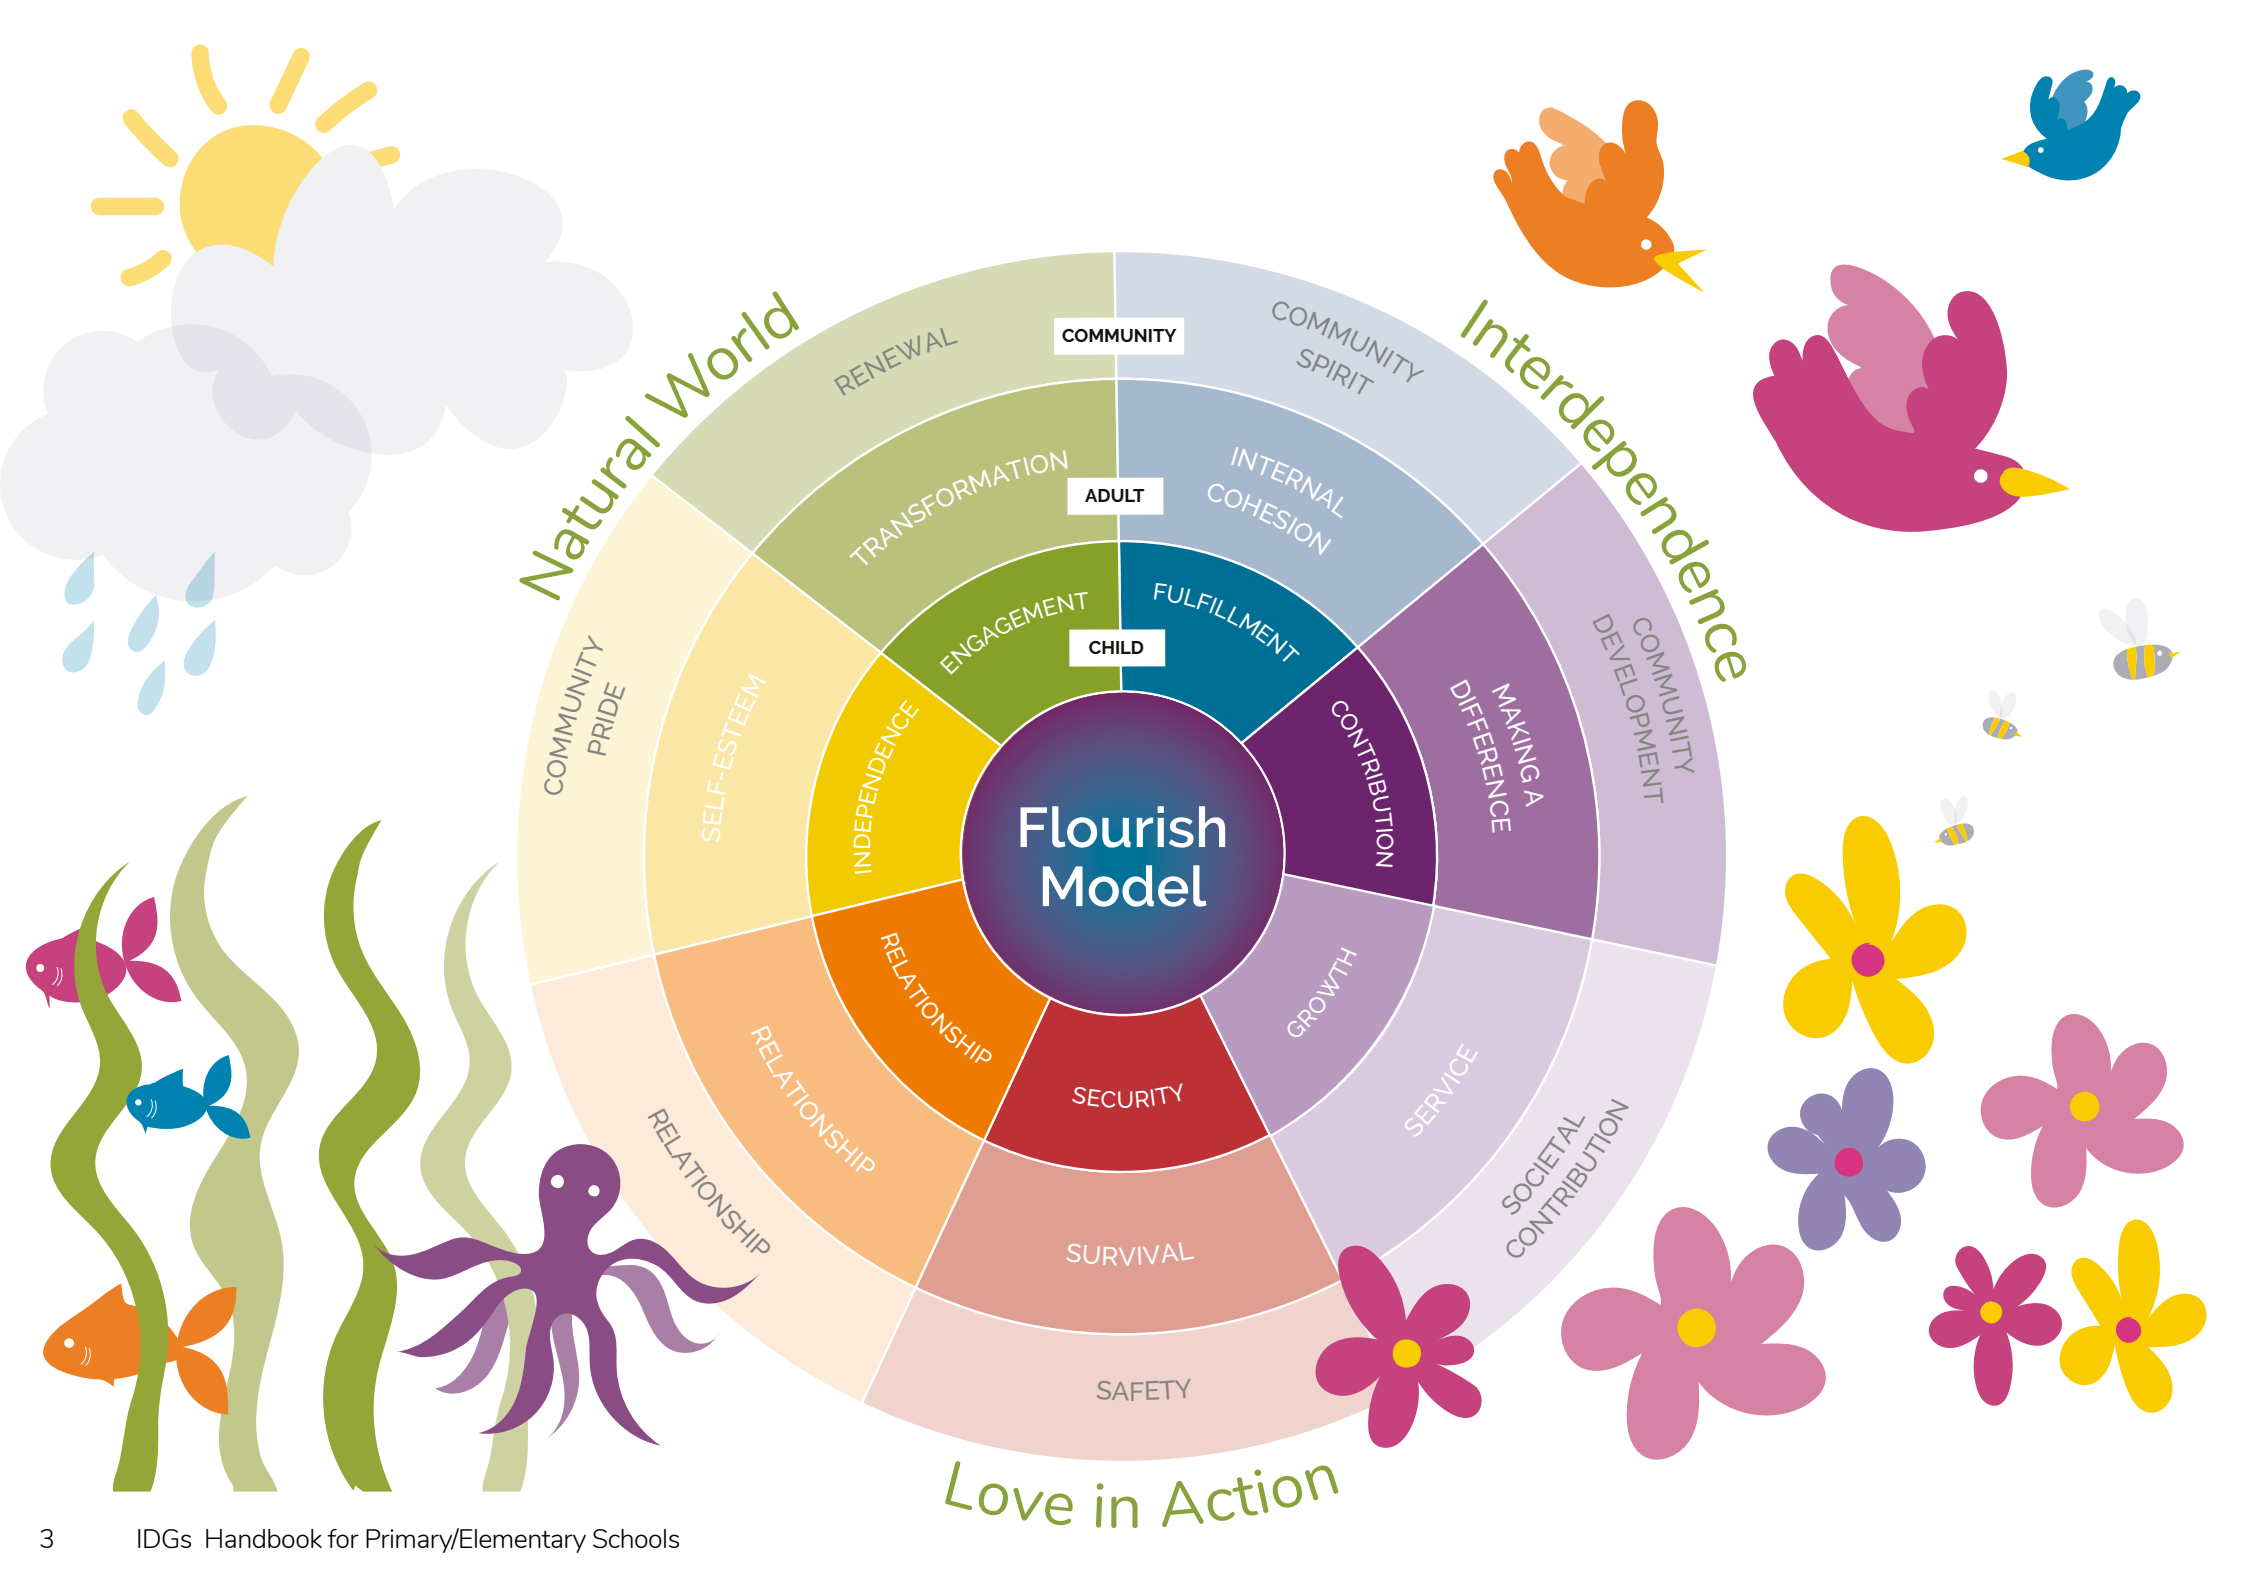 Natural World
Interdependence
Love in Action
COMMUNITY
ADULT
CHILD
Flourish
Model
RENEWAL
TRANSFORMATION
ENGAGEMENT
COMMUNITY
SPIRIT
INTERNAL
COHESION
FULFILLMENT
COMMUNITY
DEVELOPMENT
MAKING A
DIFFERENCE
CONTRIBUTION
SOCIETAL
CONTRIBUTION
SERVICE
GROWTH
SAFETY
SURVIVAL
SECURITY
RELATIONSHIP
RELATIONSHIP
RELATIONSHIP
COMMUNITY
PRIDE
SELF-ESTEEM
INDEPENDENCE
3 IDGs Handbook for Primary/Elementary Schools